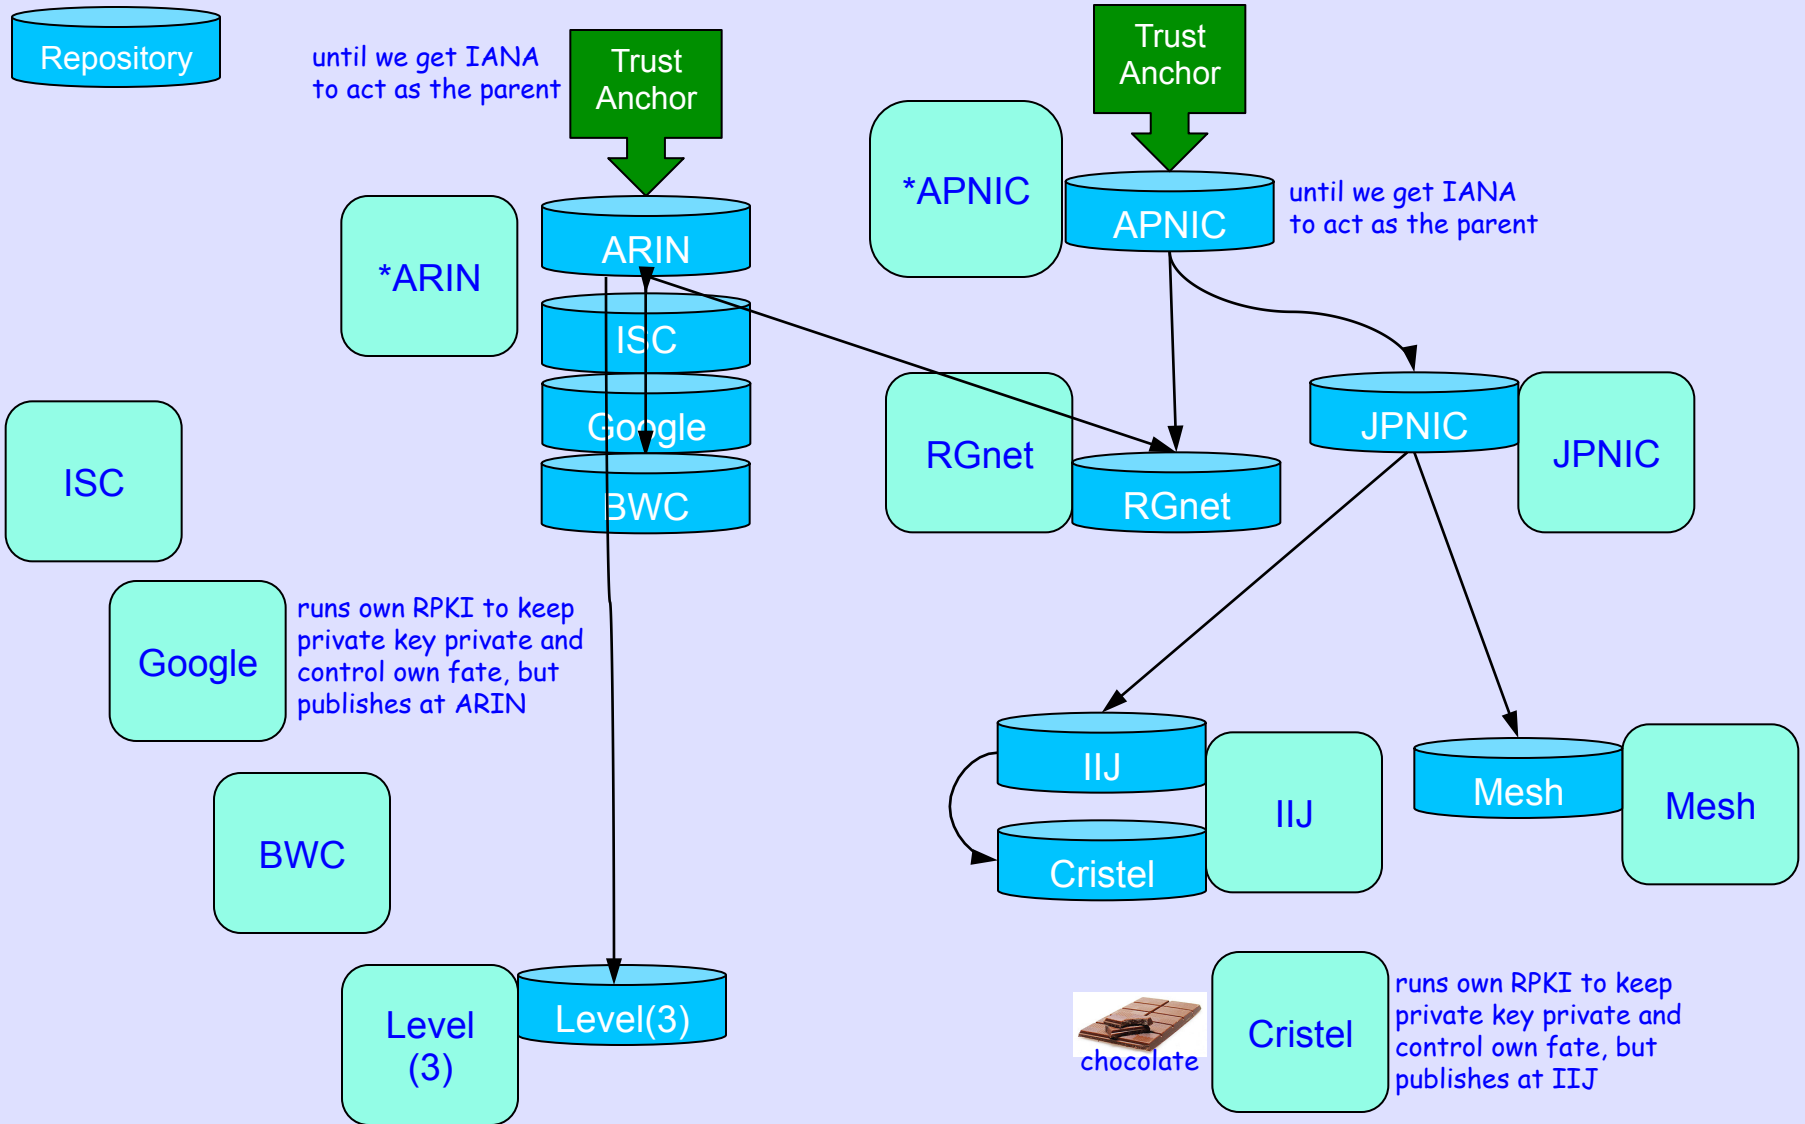 Repository
until we get IANA
to act as the parent
Trust
Anchor
Trust
Anchor
*APNIC
APNIC
until we get IANA
to act as the parent
*ARIN
ARIN
ISC
Google
BWC
RGnet
RGnet
JPNIC
JPNIC
ISC
Google
runs own RPKI to keep
private key private and
control own fate, but
publishes at ARIN
BWC
IIJ
IIJ
Cristel
Mesh
Mesh
Level
(3)
Level(3)
chocolate
Cristel
runs own RPKI to keep
private key private and
control own fate, but
publishes at IIJ